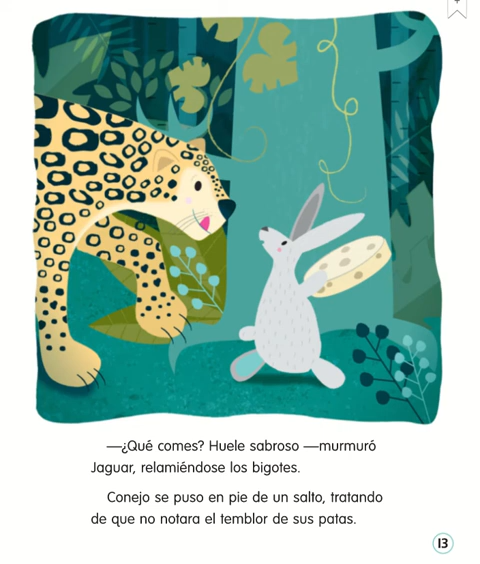 —¿Qué comes? Huele sabroso —murmuró
Jaguar, relamiéndose los bigotes.
Conejo se puso en pie de un salto, tratando
de que no notara el temblor de sus patas.
13